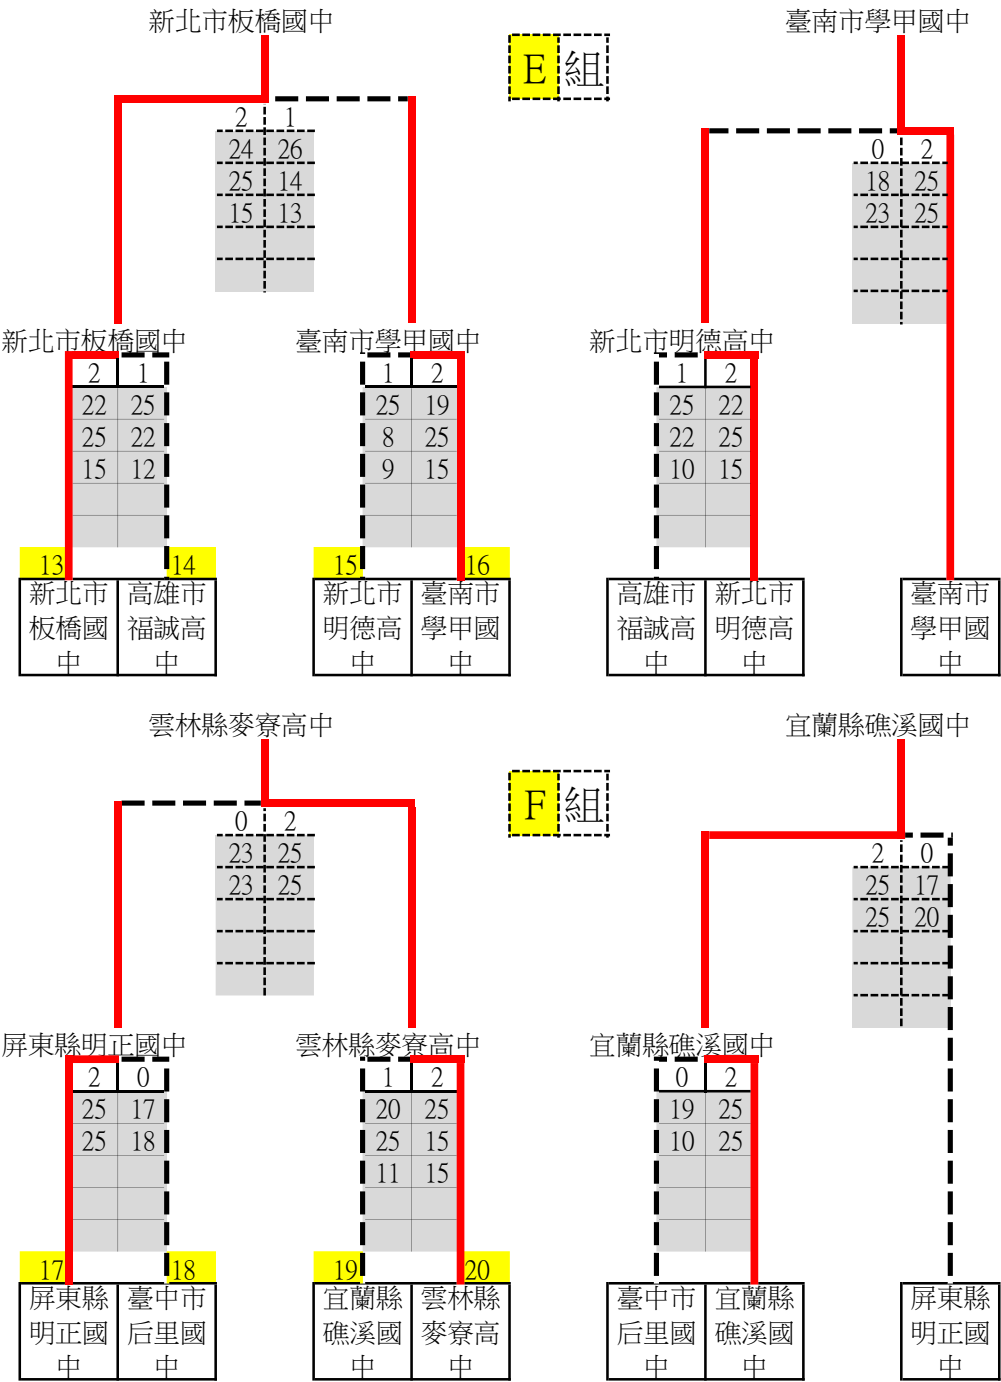 新北市板橋國中
臺南市學甲國中
E 組
2 1
24 26
25 14
15 13
0 2
18 25
23 25
新北市板橋國中
臺南市學甲國中
新北市明德高中
2 1
22 25
25 22
15 12
1 2
25 19
8 25
9 15
1 2
25 22
22 25
10 15
13 14
15 16
新北市
板橋國
中
高雄市
福誠高
中
新北市
明德高
中
臺南市
學甲國
中
高雄市
福誠高
中
新北市
明德高
中
臺南市
學甲國
中
雲林縣麥寮高中
宜蘭縣礁溪國中
F 組
0 2
23 25
23 25
2 0
25 17
25 20
屏東縣明正國中
雲林縣麥寮高中
宜蘭縣礁溪國中
2 0
25 17
25 18
1 2
20 25
25 15
11 15
0 2
19 25
10 25
17 18
19 20
屏東縣
明正國
中
臺中市
后里國
中
宜蘭縣
礁溪國
中
雲林縣
麥寮高
中
臺中市
后里國
中
宜蘭縣
礁溪國
中
屏東縣
明正國
中